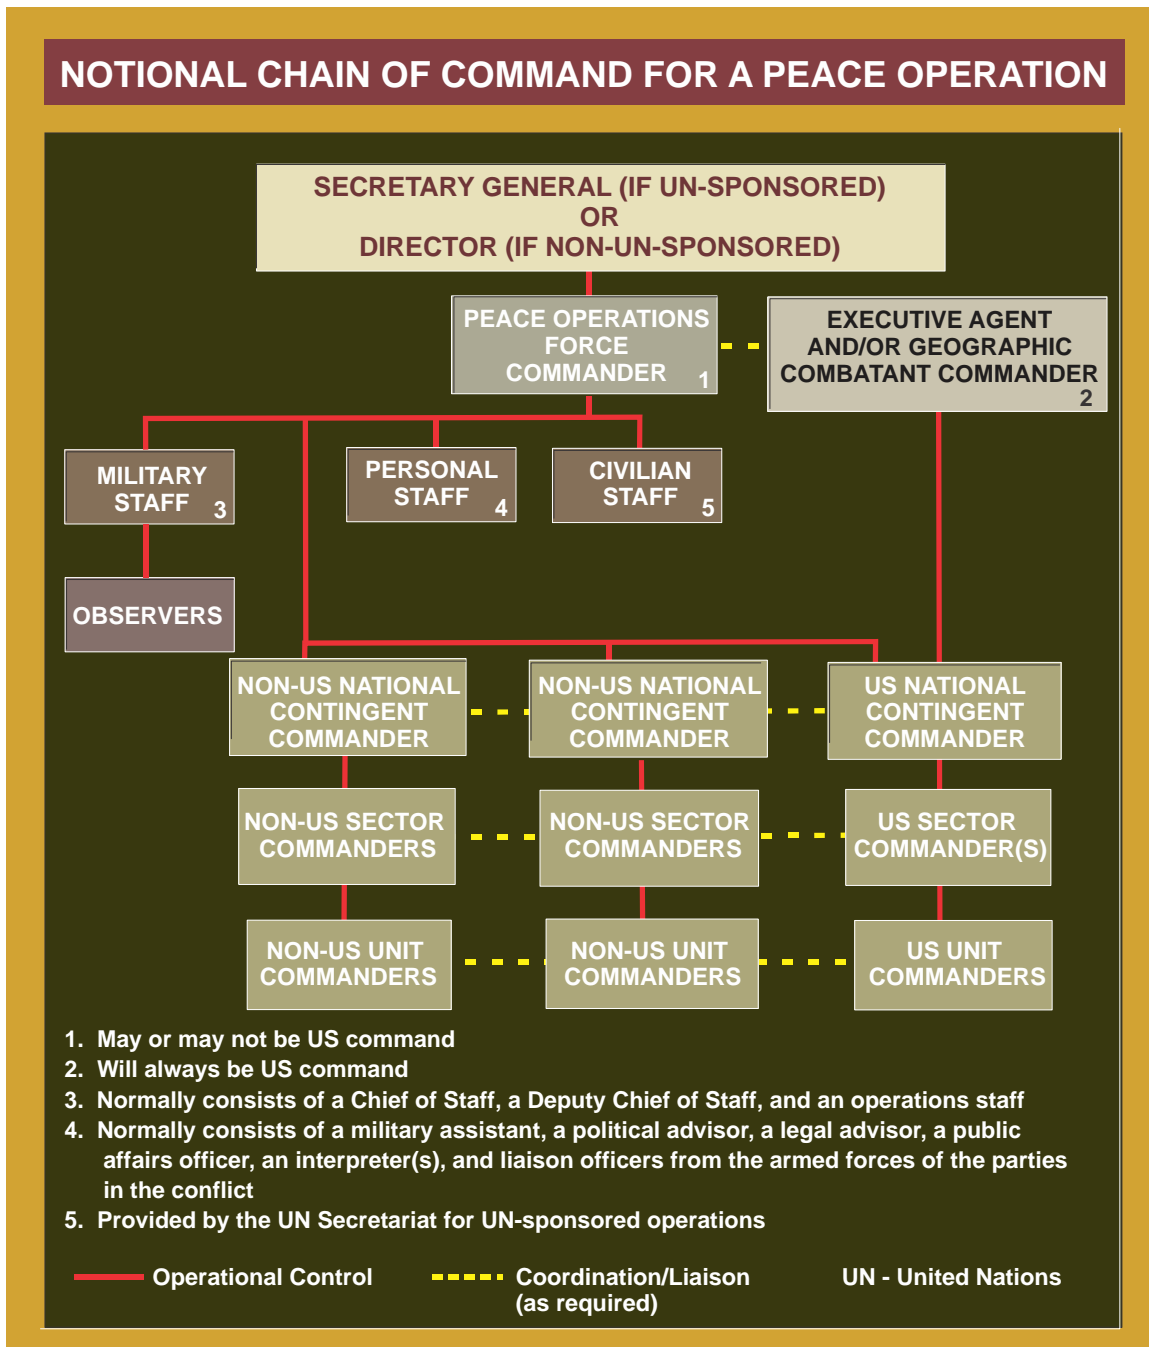 NOTIONAL CHAIN OF COMMAND FOR A PEACE OPERATION
SECRETARY GENERAL (IF UN-SPONSORED)
OR
DIRECTOR (IF NON-UN-SPONSORED)
PEACE OPERATIONS
FORCE
COMMANDER 1
EXECUTIVE AGENT
AND/OR GEOGRAPHIC
COMBATANT COMMANDER
2
MILITARY
STAFF 3
PERSONAL
STAFF 4
CIVILIAN
STAFF 5
OBSERVERS
NON-US NATIONAL
CONTINGENT
COMMANDER
NON-US NATIONAL
CONTINGENT
COMMANDER
US NATIONAL
CONTINGENT
COMMANDER
NON-US SECTOR
COMMANDERS
NON-US SECTOR
COMMANDERS
US SECTOR
COMMANDER(S)
NON-US UNIT
COMMANDERS
NON-US UNIT
COMMANDERS
US UNIT
COMMANDERS
1. May or may not be US command
2. Will always be US command
3. Normally consists of a Chief of Staff, a Deputy Chief of Staff, and an operations staff
4. Normally consists of a military assistant, a political advisor, a legal advisor, a public
affairs officer, an interpreter(s), and liaison officers from the armed forces of the parties
in the conflict
5. Provided by the UN Secretariat for UN-sponsored operations
Operational Control
Coordination/Liaison
(as required)
UN - United Nations